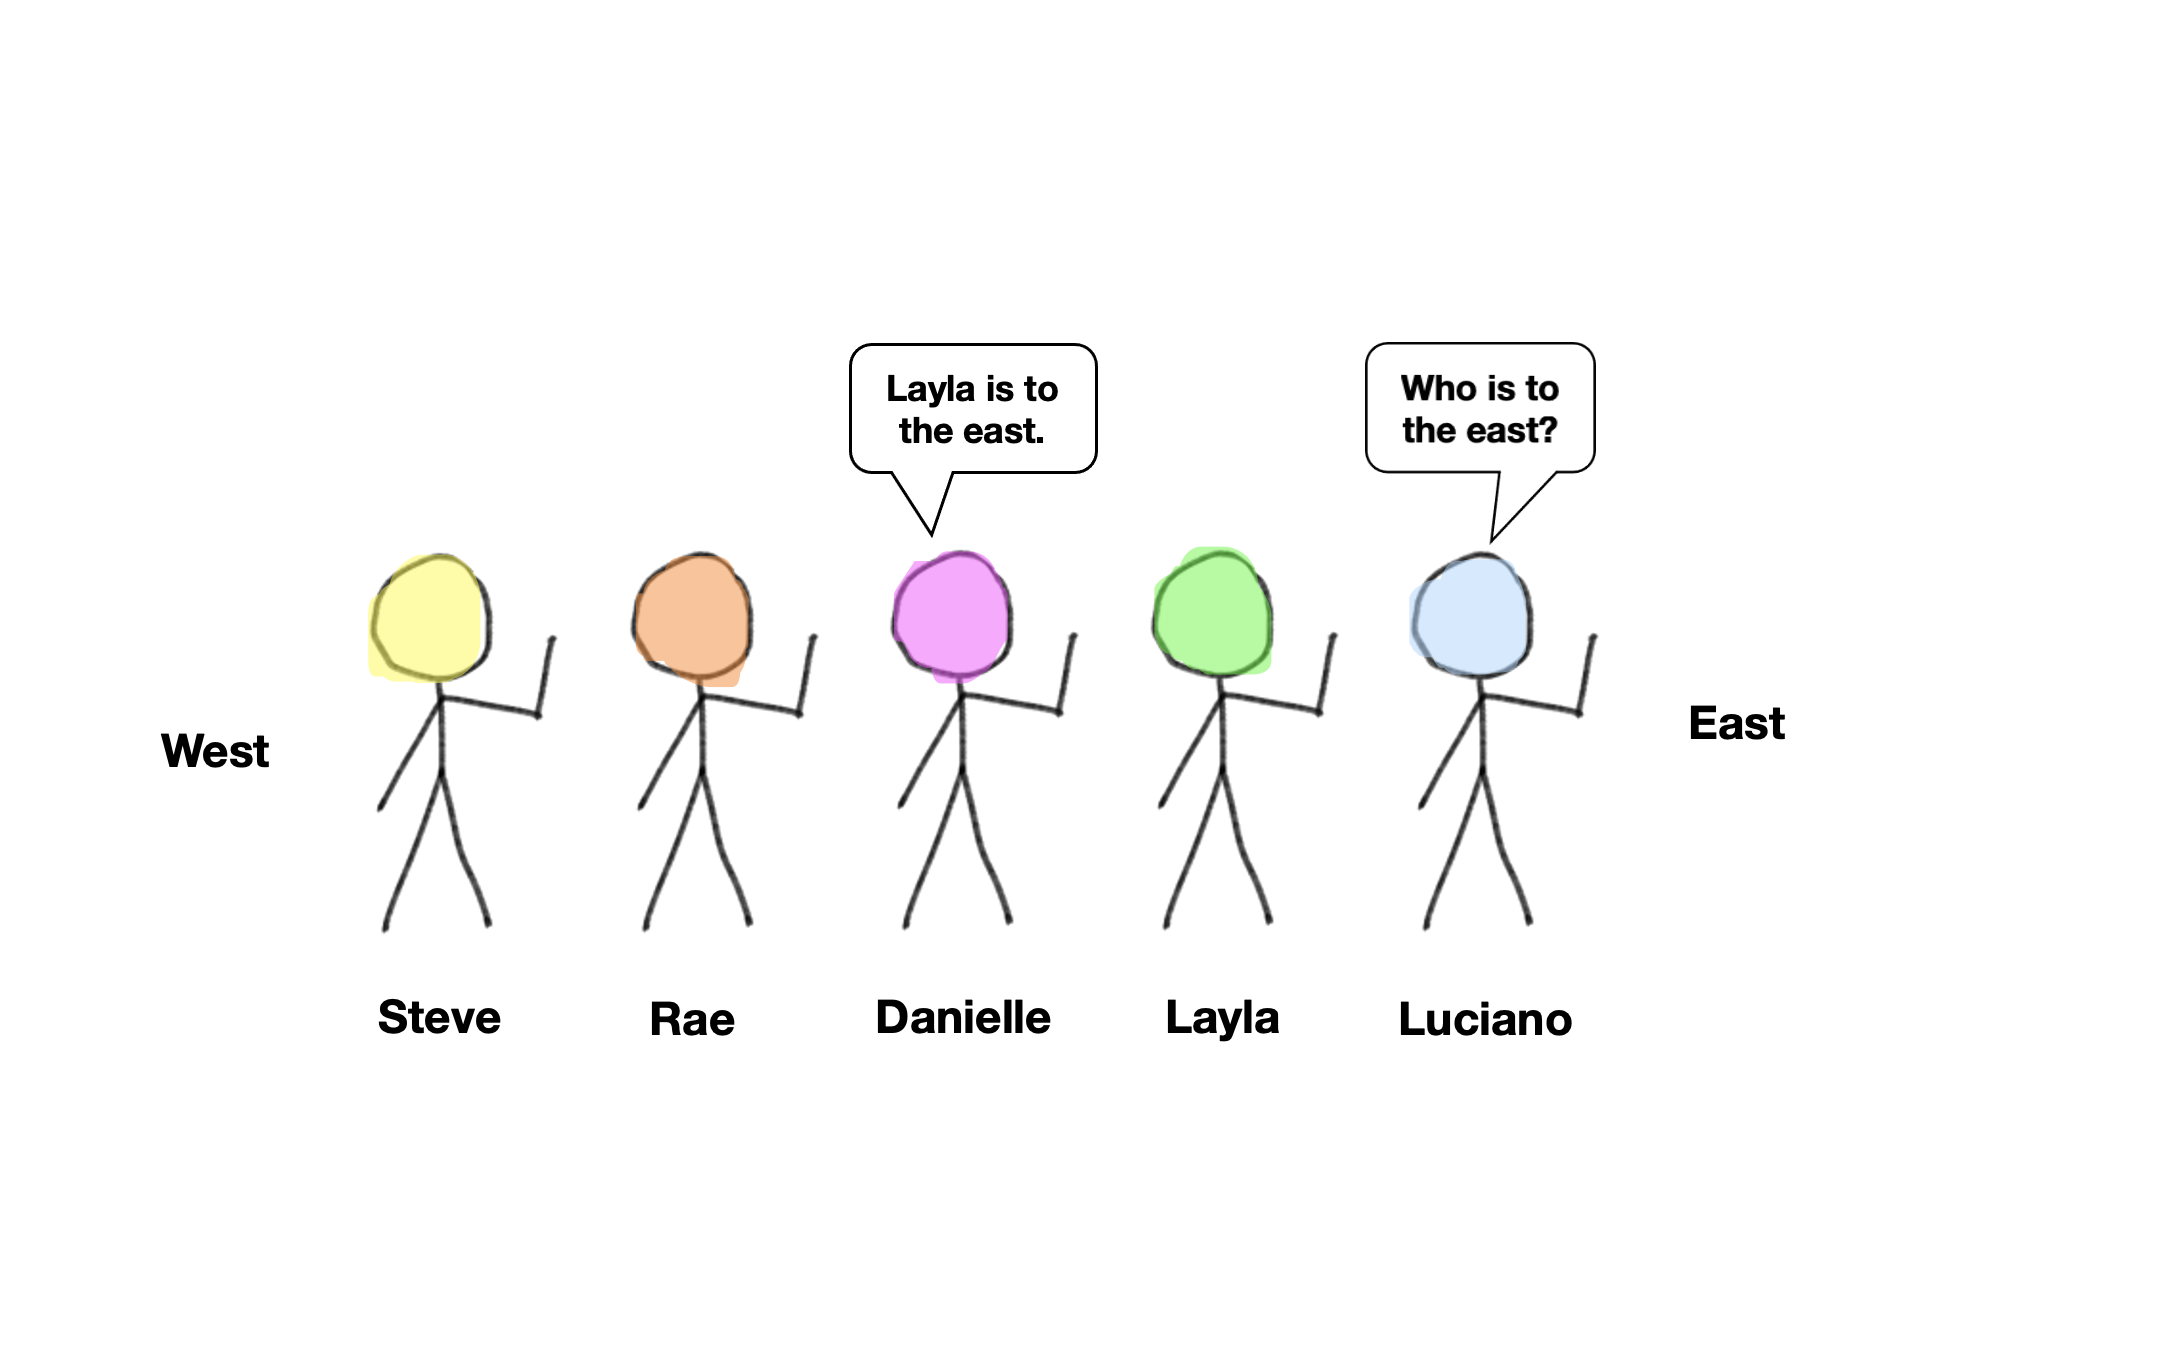 Layla is to
the east.
Who is to
the east?
West
East
Steve
Rae
Danielle
Layla
Luciano